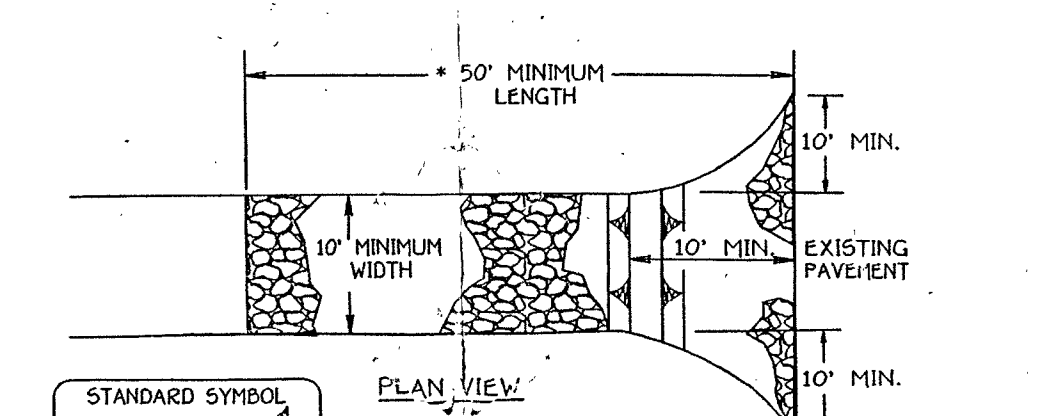 * 50' MINIMUM
LENGTH
10' MIN.
10' MINIMUM
WIDTH
10' MIN.
EXISTING
PAVEMENT
10' MIN.
PLAN VIEW
STANDARD SYMBOL